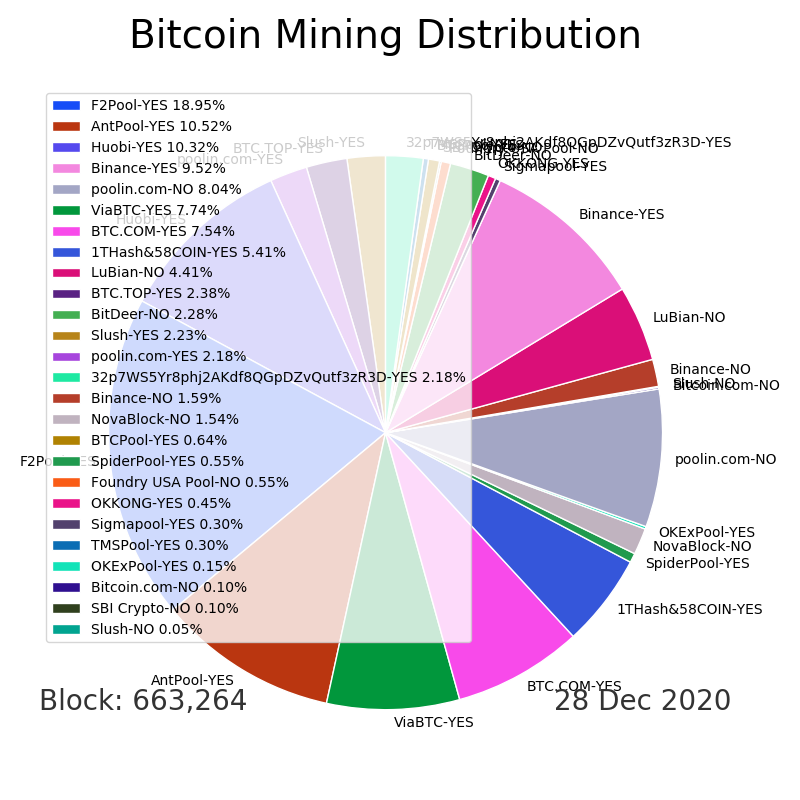 Bitcoin Mining Distribution
F2Pool-YES 18.95%
AntPool-YES 10.52%
Huobi-YES 10.32%
Binance-YES 9.52%
poolin.com-NO 8.04%
ViaBTC-YES 7.74%
BTC.COM-YES 7.54%
1THash&58COIN-YES 5.41%
LuBian-NO 4.41%
BTC.TOP-YES 2.38%
BitDeer-NO 2.28%
Slush-YES 2.23%
poolin.com-YES 2.18%
32p7WS5Yr8phj2AKdf8QGpDZvQutf3zR3D-YES 2.18%
Binance-NO 1.59%
NovaBlock-NO 1.54%
BTCPool-YES 0.64%
SpiderPool-YES 0.55%
Foundry USA Pool-NO 0.55%
OKKONG-YES 0.45%
Sigmapool-YES 0.30%
TMSPool-YES 0.30%
OKExPool-YES 0.15%
Bitcoin.com-NO 0.10%
SBI Crypto-NO 0.10%
Slush-NO 0.05%
Slush-YES
BTC.TOP-YES
poolin.com-YES
Huobi-YES
32p7WS5Yr8phj2AKdf8QGpDZvQutf3zR3D-YES
BitDeer-NO
OKKONG-YES
Sigmapool-YES
Binance-YES
LuBian-NO
Binance-NO
Slush-NO
Bitcoin.com-NO
poolin.com-NO
OKExPool-YES
NovaBlock-NO
SpiderPool-YES
1THash&58COIN-YES
BTC.COM-YES
ViaBTC-YES
AntPool-YES
F2Pool-YES
Block: 663,264
28 Dec 2020